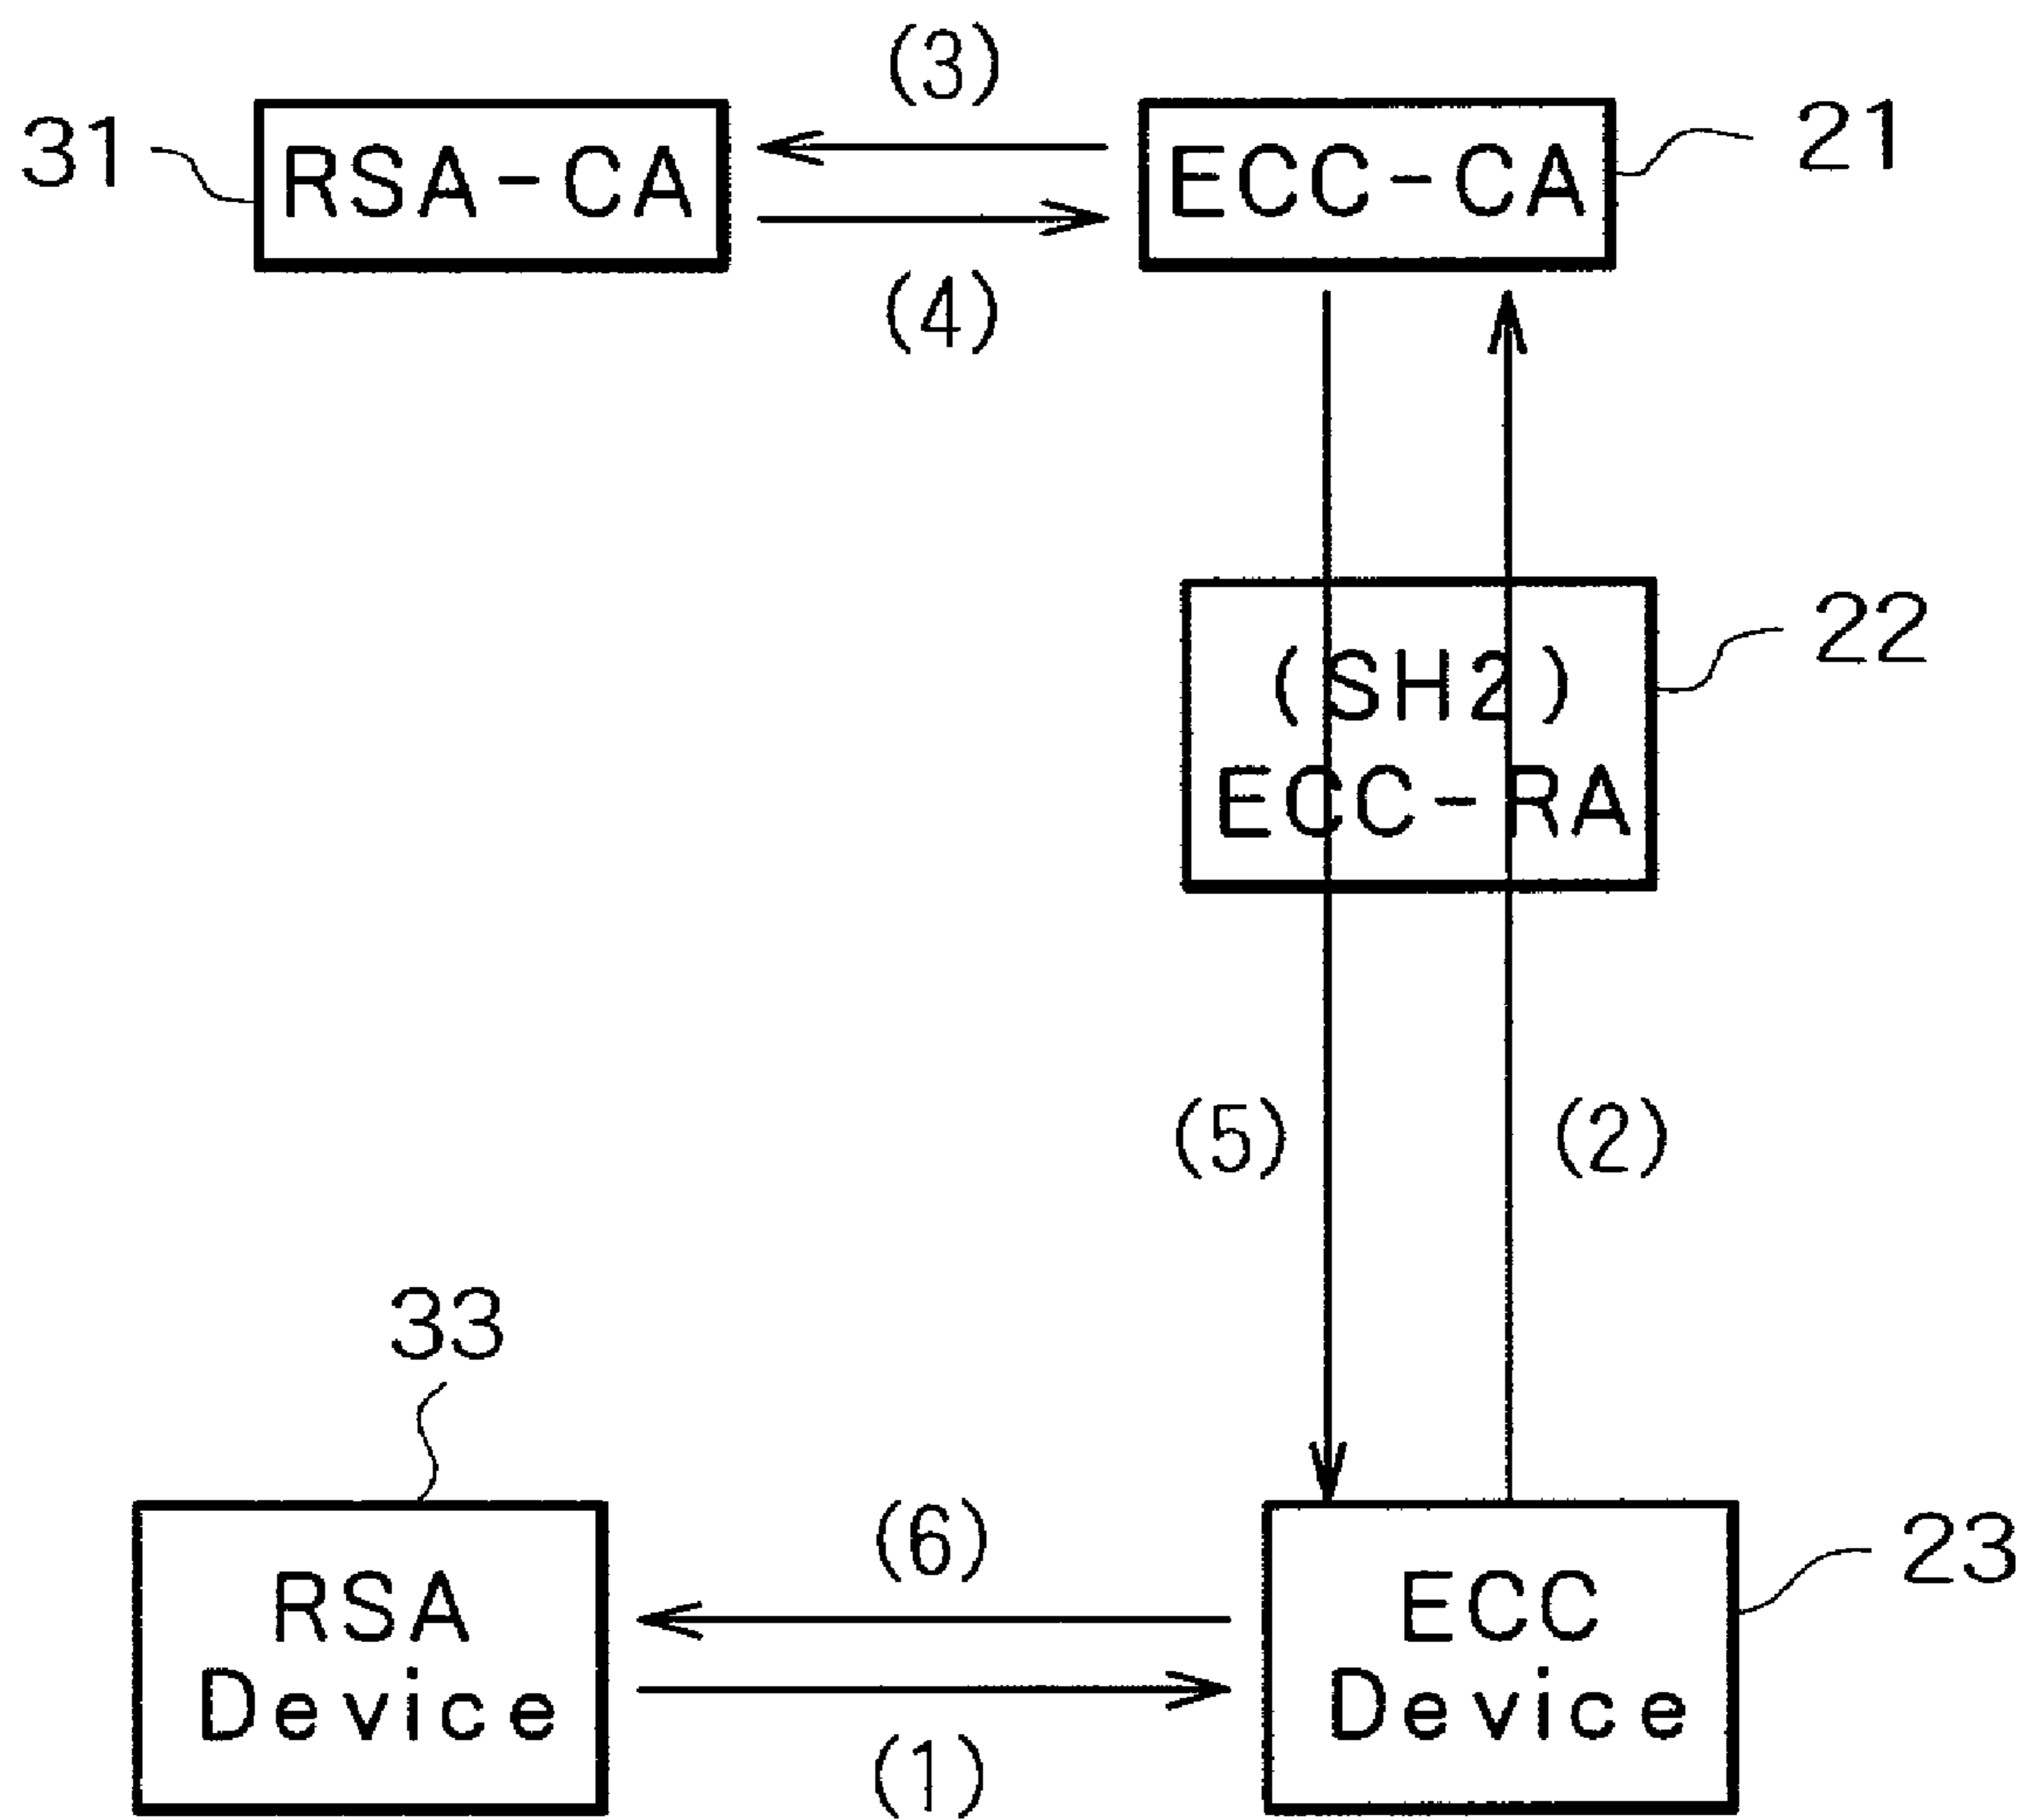 (3)
31
RSA-CA
ECC-CA
21
(4)
(SH2)
ECC-RA
22
(5)
(2)
33
(6)
RSA
Device
ECC
Device
23
(1)